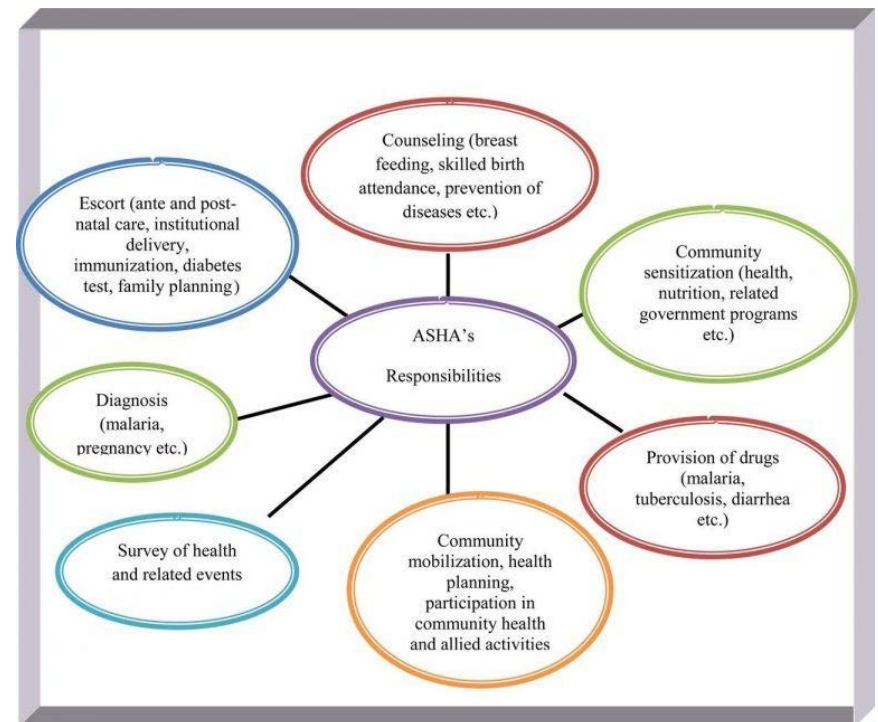 Counseling (breast
feeding, skilled birth
attendance, prevention of
diseases etc.)
Escort (ante and post-
natal care, institutional
delivery,
immunization, diabetes
test, family planning)
Community
sensitization (health,
nutrition, related
government programs
etc.)
ASHA's
Responsibilities
Diagnosis
(malaria,
pregnancy etc.)
Provision of drugs
(malaria,
tuberculosis, diarrhea
etc.)
Survey of health
and related events
Community
mobilization, health
planning,
participation in
community health
and allied activities